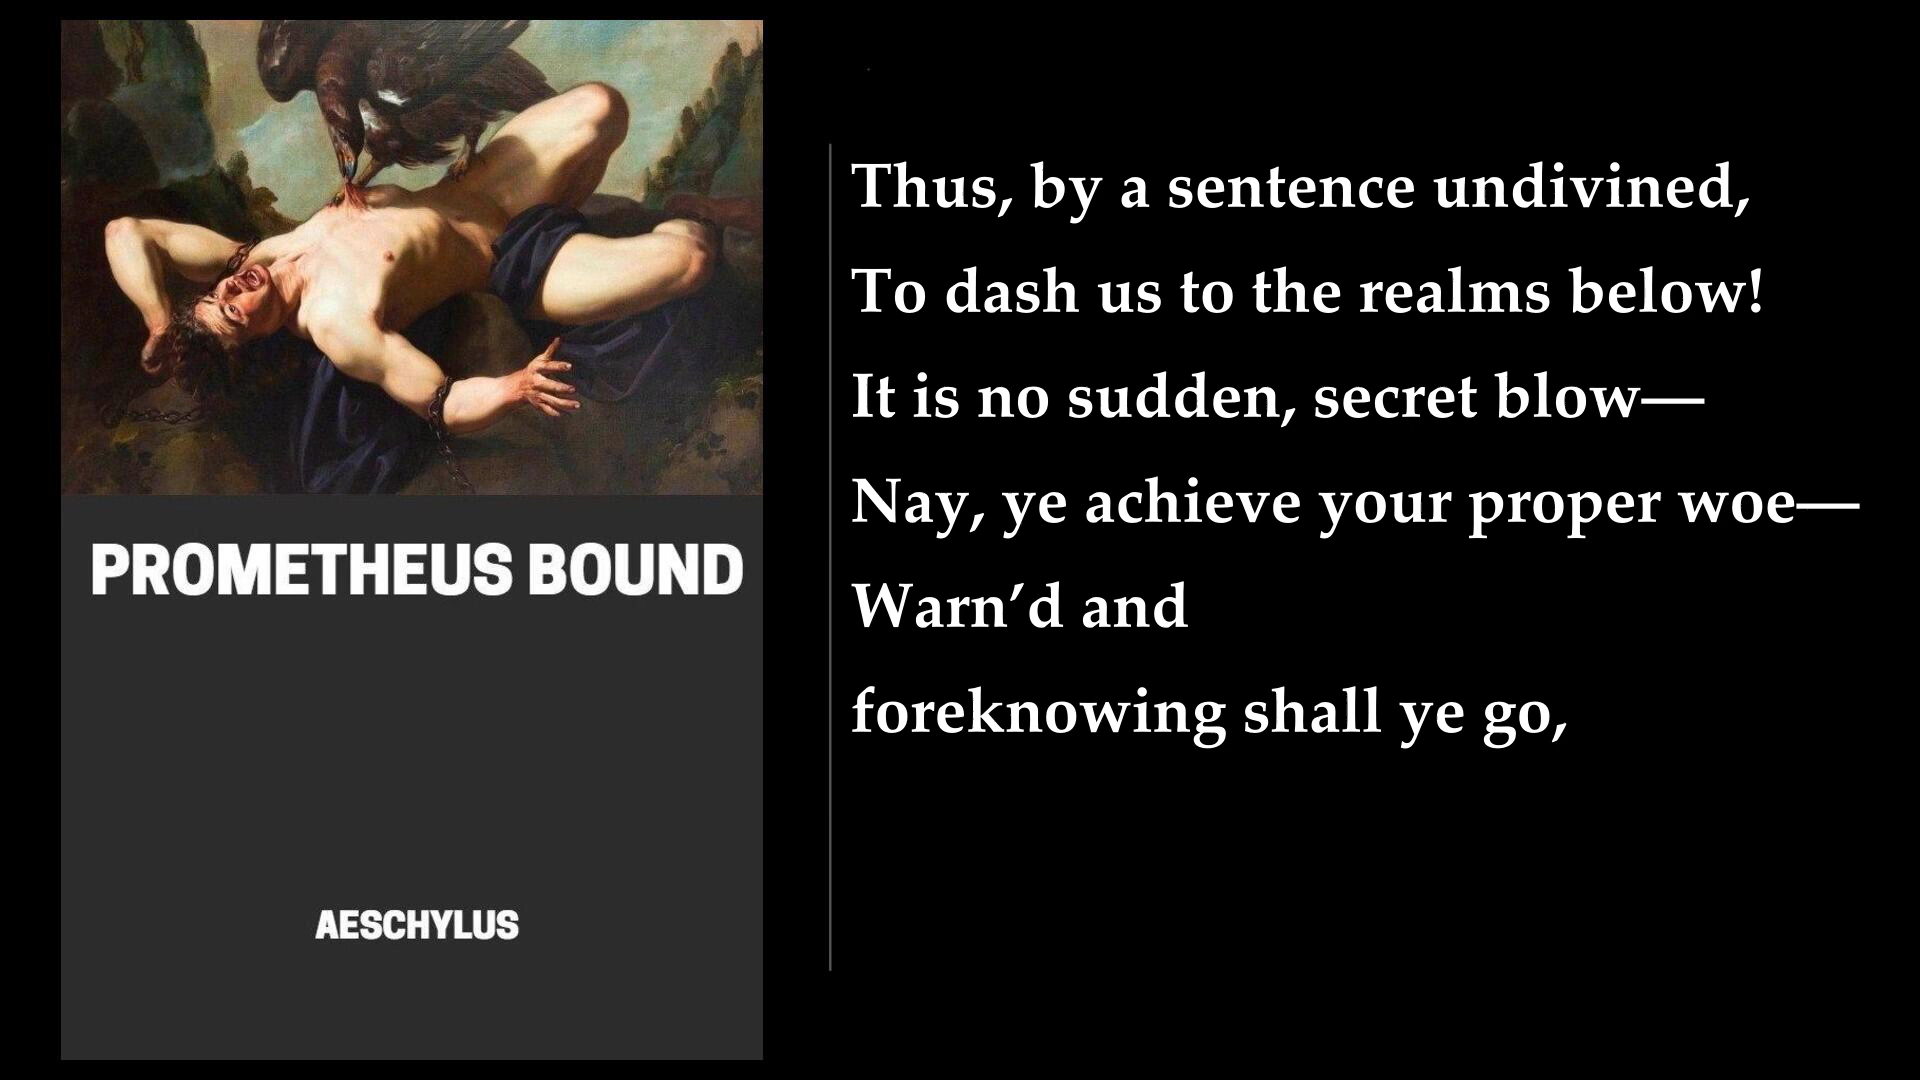 PROMETHEUS BOUND
AESCHYLUS
Thus, by a sentence undivined,
To dash us to the realms below!
It is no sudden, secret blow—
Nay, ye achieve your proper woe—
Warn’d and
foreknowing shall ye go,